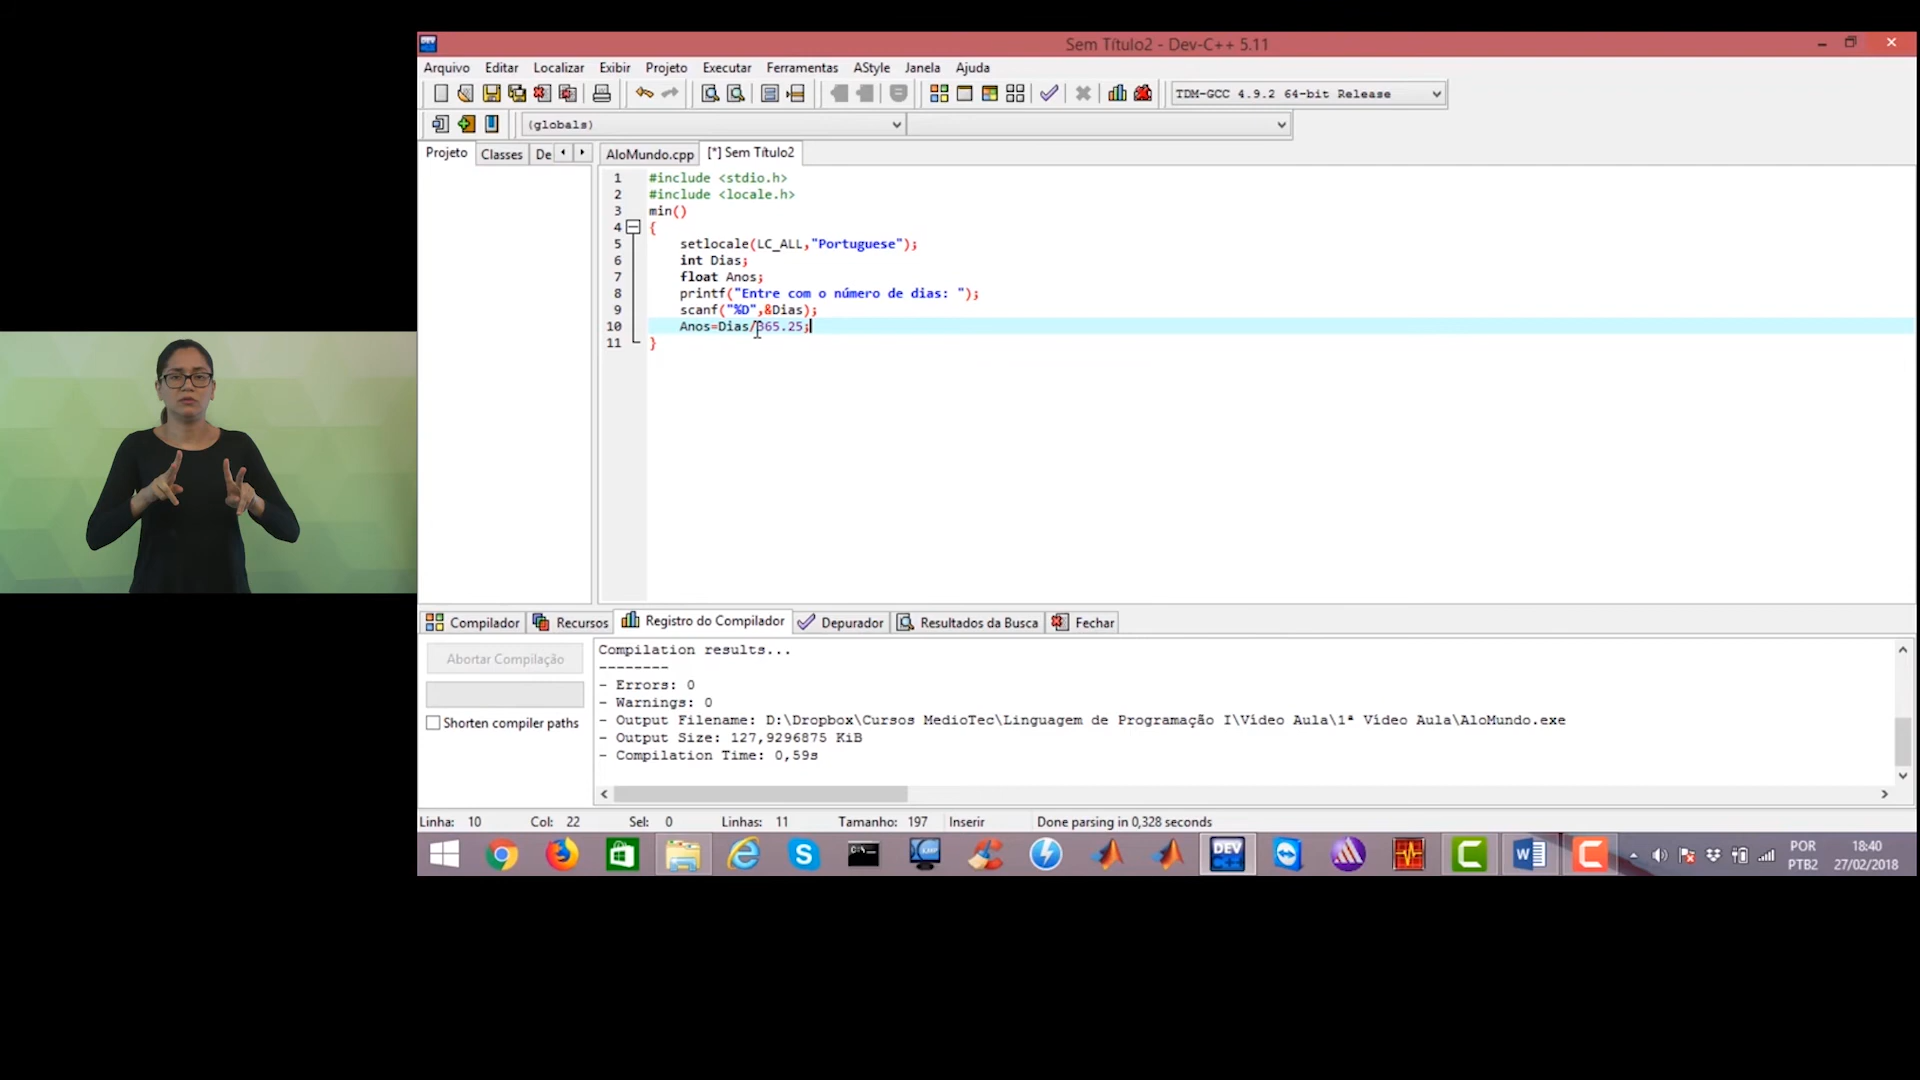 Sem Título2 - Dev-C++ 5.11
Arquivo Editar Localizar Exibir Projeto Executar Ferramentas AStyle Janela Ajuda
TDM-GCC 4.9.2 64-bit Release
(globals)
Projeto Classes De AloMundo.cpp [*] Sem Título2
1 #include <stdio.h>
2 #include <locale.h>
3 min()
4 {
5 setlocale(LC_ALL,"Portuguese");
6 int Dias;
7 float Anos;
8 printf("Entre com o número de dias: ");
9 scanf("%D",&Dias);
10 Anos=Dias/365.25;
11 }
Compilador Recursos Registro do Compilador Depurador Resultados da Busca Fechar
Abortar Compilação
Shorten compiler paths
Compilation results...
--------
- Errors: 0
- Warnings: 0
- Output Filename: D:\Dropbox\Cursos MedioTec\Linguagem de Programação I\Vídeo Aula\1ª Vídeo Aula\AloMundo.exe
- Output Size: 127,9296875 KiB
- Compilation Time: 0,59s
Linha: 10 Col: 22 Sel: 0 Linhas: 11 Tamanho: 197 Inserir Done parsing in 0,328 seconds
DEV
POR
PTB2
18:40
27/02/2018